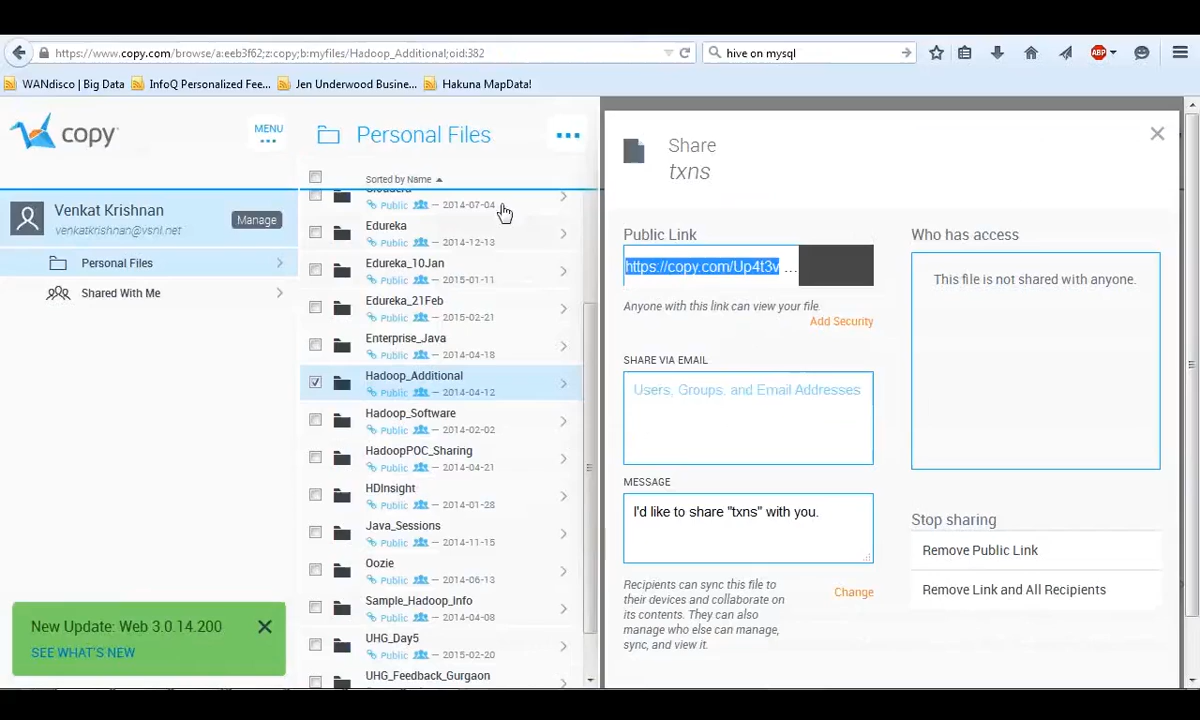 https://www.copy.com/browse/a:eeb3f62;z:copy;b:myfiles/Hadoop_Additional;oid:382
hive on mysql
ABP
WANdisco | Big Data
InfoQ Personalized Fee...
Jen Underwood Busine...
Hakuna MapData!
copy
MENU
Personal Files
Sorted by Name
Venkat Krishnan
venkatkrishnan@vsnl.net
Manage
Personal Files
Shared With Me
Cloudera
Public — 2014-07-04
Edureka
Public — 2014-12-13
Edureka_10Jan
Public — 2015-01-11
Edureka_21Feb
Public — 2015-02-21
Enterprise_Java
Public — 2014-04-18
Hadoop_Additional
Public — 2014-04-12
Hadoop_Software
Public — 2014-02-02
HadoopPOC_Sharing
Public — 2014-04-21
HDInsight
Public — 2014-01-28
Java_Sessions
Public — 2014-11-15
Oozie
Public — 2014-06-13
Sample_Hadoop_Info
Public — 2014-04-08
UHG_Day5
Public — 2015-02-20
UHG_Feedback_Gurgaon
New Update: Web 3.0.14.200
SEE WHAT'S NEW
Share
txns
Public Link
https://copy.com/Up4t3v ...
Anyone with this link can view your file.
Add Security
SHARE VIA EMAIL
Users, Groups, and Email Addresses
MESSAGE
I'd like to share "txns" with you.
Recipients can sync this file to
their devices and collaborate on
its contents. They can also
manage who else can manage,
sync, and view it.
Change
Who has access
This file is not shared with anyone.
Stop sharing
Remove Public Link
Remove Link and All Recipients